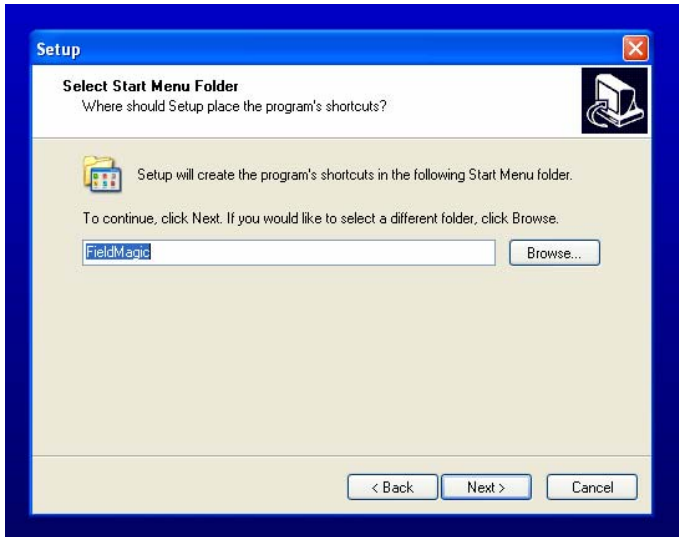 Setup
Select Start Menu Folder
Where should Setup place the program's shortcuts?
Setup will create the program's shortcuts in the following Start Menu folder.
To continue, click Next. If you would like to select a different folder, click Browse.
FieldMagic
Browse...
< Back
Next >
Cancel